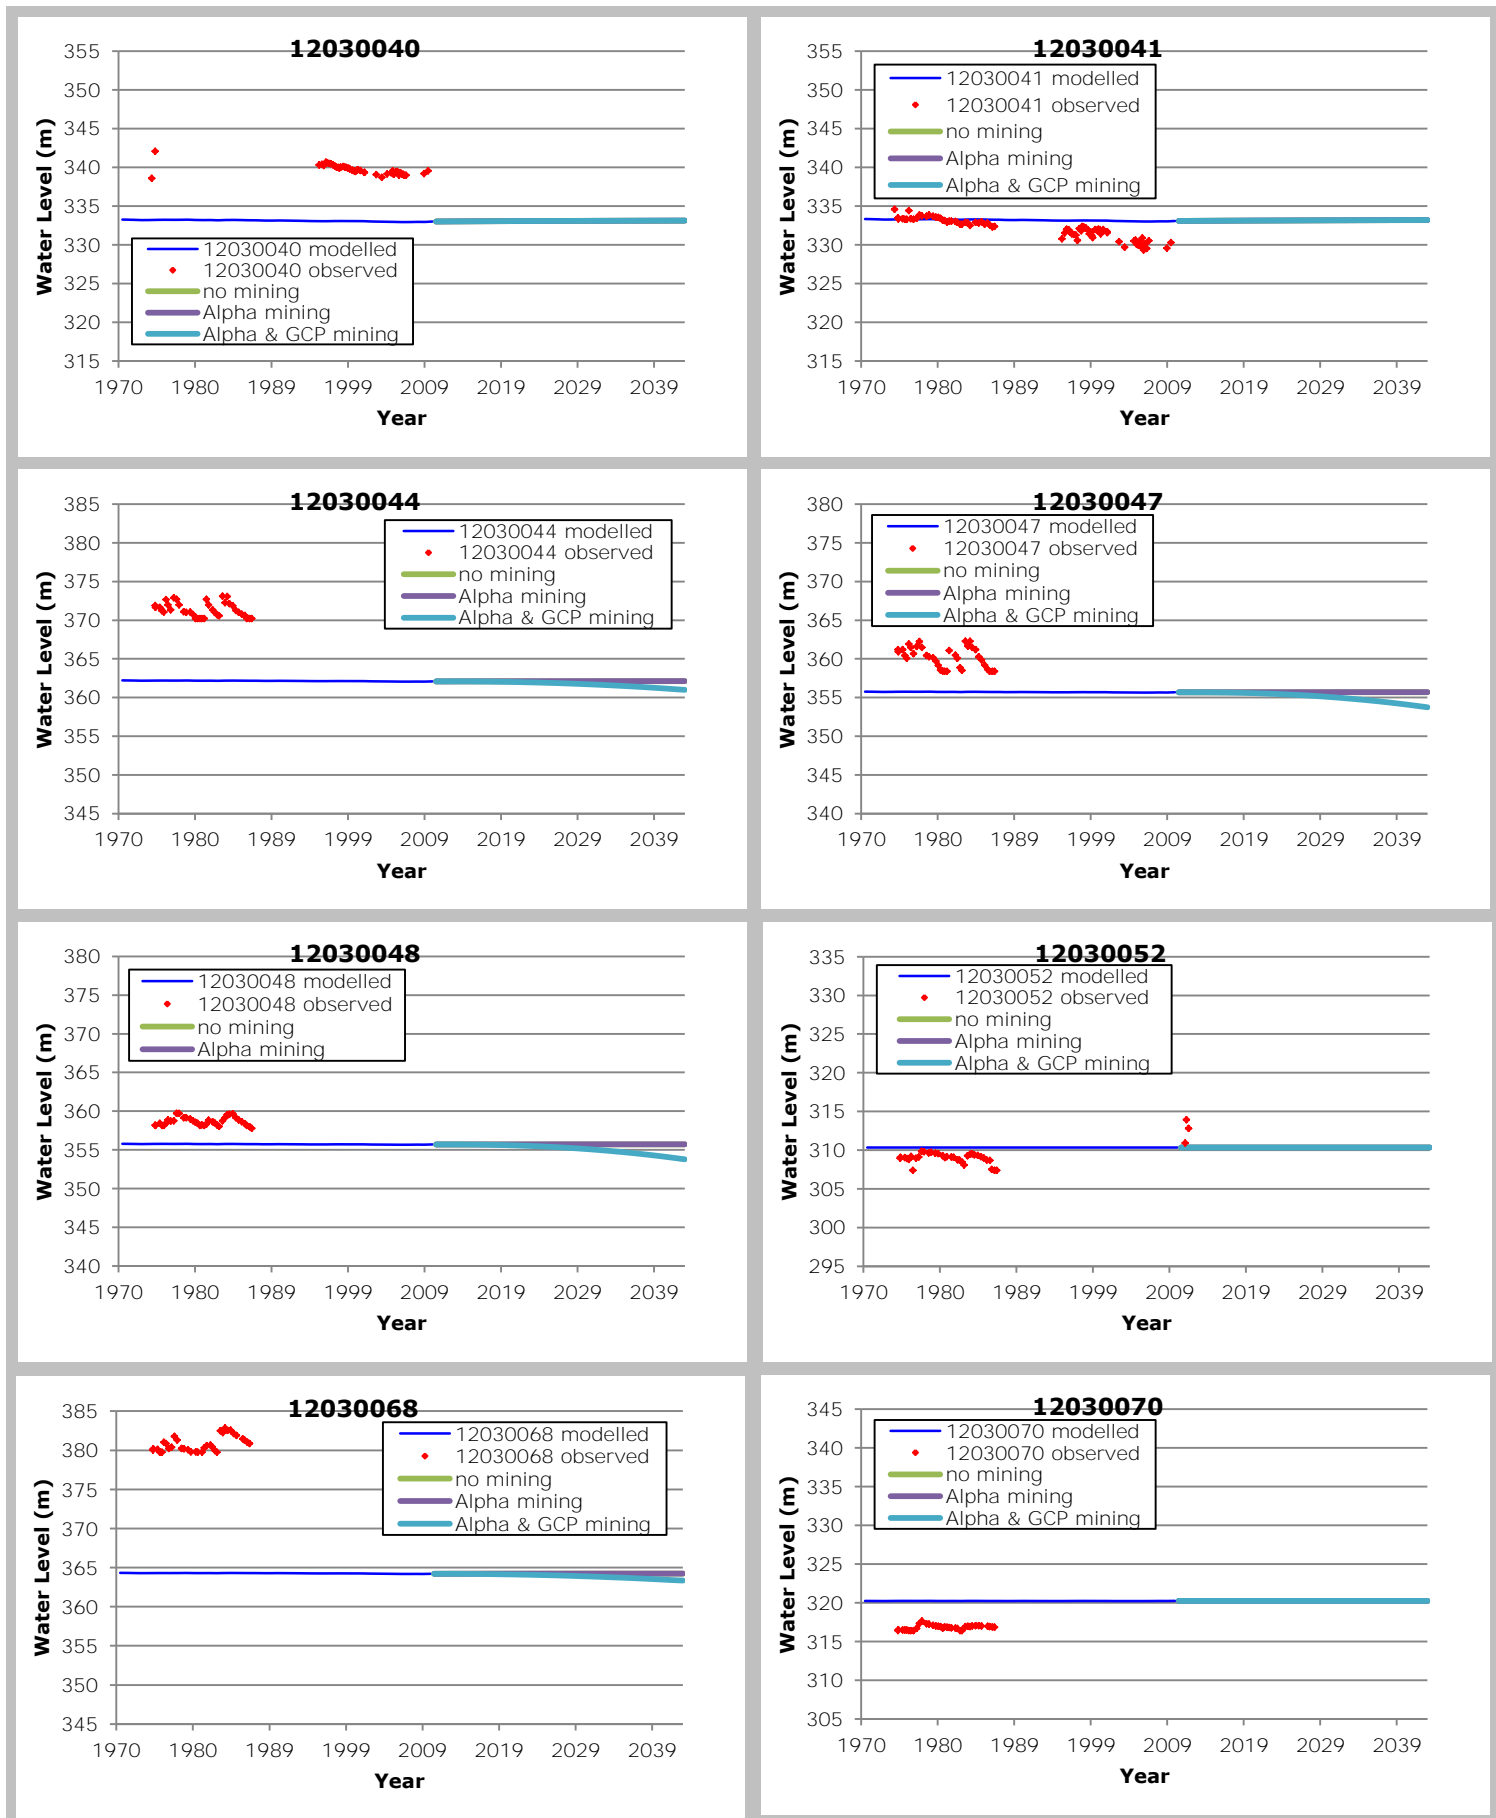 12030040
355
350
345
340
335
330
325
320
315
Water Level (m)
12030040 modelled
12030040 observed
no mining
Alpha mining
Alpha & GCP mining
1970 1980 1989 1999 2009 2019 2029 2039
Year
12030041
355
350
345
340
335
330
325
320
315
Water Level (m)
12030041 modelled
12030041 observed
no mining
Alpha mining
Alpha & GCP mining
1970 1980 1989 1999 2009 2019 2029 2039
Year
12030044
385
380
375
370
365
360
355
350
345
Water Level (m)
12030044 modelled
12030044 observed
no mining
Alpha mining
Alpha & GCP mining
1970 1980 1989 1999 2009 2019 2029 2039
Year
12030047
380
375
370
365
360
355
350
345
340
Water Level (m)
12030047 modelled
12030047 observed
no mining
Alpha mining
Alpha & GCP mining
1970 1980 1989 1999 2009 2019 2029 2039
Year
12030048
380
375
370
365
360
355
350
345
340
Water Level (m)
12030048 modelled
12030048 observed
no mining
Alpha mining
1970 1980 1989 1999 2009 2019 2029 2039
Year
12030052
335
330
325
320
315
310
305
300
295
Water Level (m)
12030052 modelled
12030052 observed
no mining
Alpha mining
Alpha & GCP mining
1970 1980 1989 1999 2009 2019 2029 2039
Year
12030068
385
380
375
370
365
360
355
350
345
Water Level (m)
12030068 modelled
12030068 observed
no mining
Alpha mining
Alpha & GCP mining
1970 1980 1989 1999 2009 2019 2029 2039
Year
12030070
345
340
335
330
325
320
315
310
305
Water Level (m)
12030070 modelled
12030070 observed
no mining
Alpha mining
Alpha & GCP mining
1970 1980 1989 1999 2009 2019 2029 2039
Year